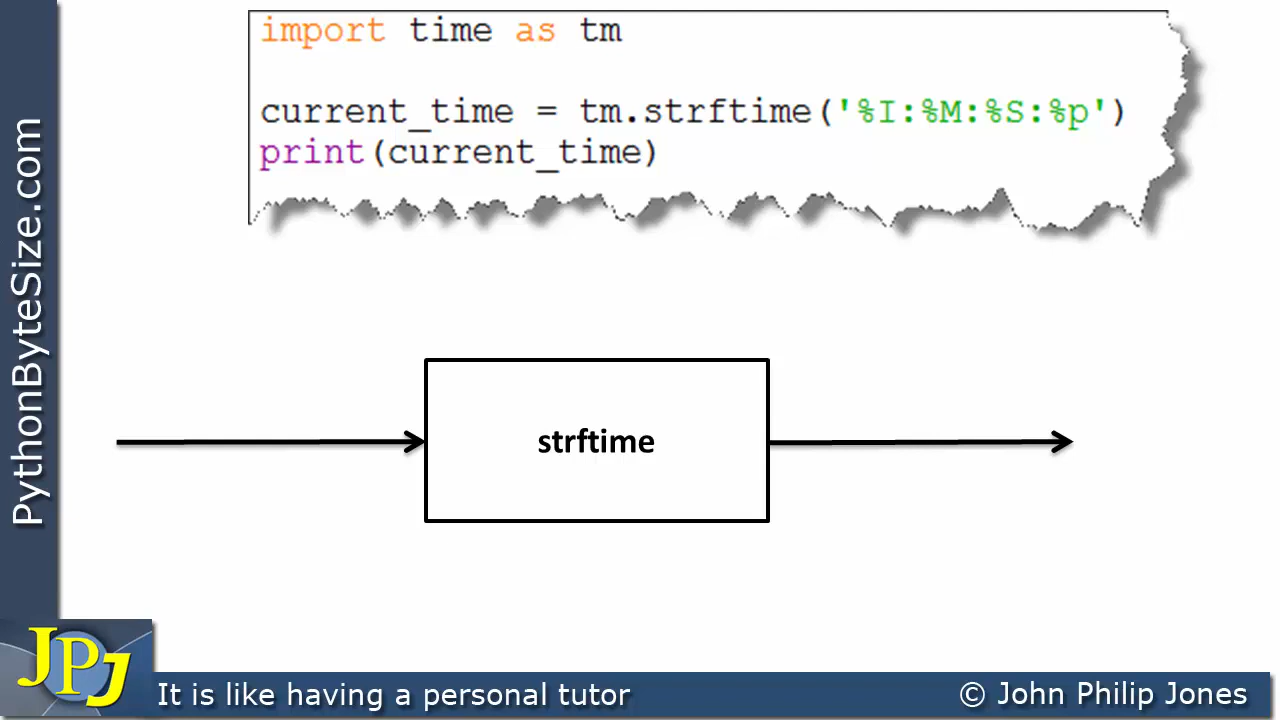 import time as tm
current_time = tm.strftime('%I:%M:%S:%p')
print(current_time)
PythonByteSize.com
strftime
JPJ
It is like having a personal tutor
© John Philip Jones